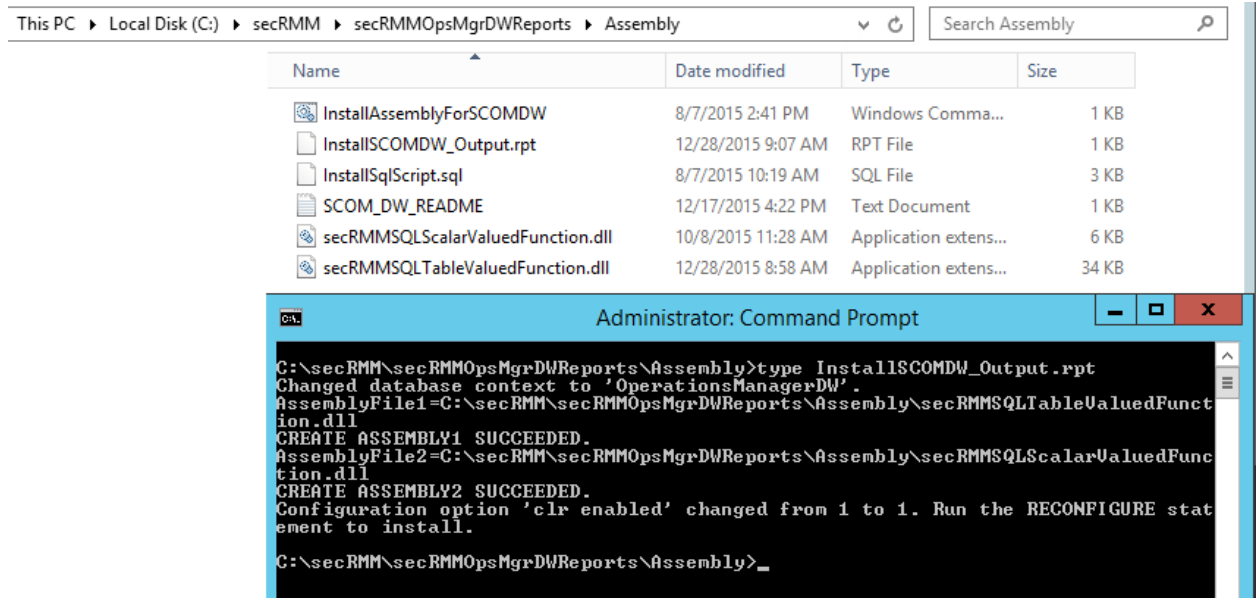 This PC ▸ Local Disk (C:) ▸ secRMM ▸ secRMMOpsMgrDWReports ▸ Assembly
Search Assembly
Name Date modified Type Size
InstallAssemblyForSCOMDW 8/7/2015 2:41 PM Windows Comma... 1 KB
InstallSCOMDW_Output.rpt 12/28/2015 9:07 AM RPT File 1 KB
InstallSqlScript.sql 8/7/2015 10:19 AM SQL File 3 KB
SCOM_DW_README 12/17/2015 4:22 PM Text Document 1 KB
secRMMSQLScalarValuedFunction.dll 10/8/2015 11:28 AM Application extens... 6 KB
secRMMSQLTableValuedFunction.dll 12/28/2015 8:58 AM Application extens... 34 KB
C:\.
Administrator: Command Prompt
C:\secRMM\secRMMOpsMgrDWReports\Assembly>type InstallSCOMDW_Output.rpt
Changed database context to 'OperationsManagerDW'.
AssemblyFile1=C:\secRMM\secRMMOpsMgrDWReports\Assembly\secRMMSQLTableValuedFunct
ion.dll
CREATE ASSEMBLY1 SUCCEEDED.
AssemblyFile2=C:\secRMM\secRMMOpsMgrDWReports\Assembly\secRMMSQLScalarValuedFunc
tion.dll
CREATE ASSEMBLY2 SUCCEEDED.
Configuration option 'clr enabled' changed from 1 to 1. Run the RECONFIGURE stat
ement to install.
C:\secRMM\secRMMOpsMgrDWReports\Assembly>_